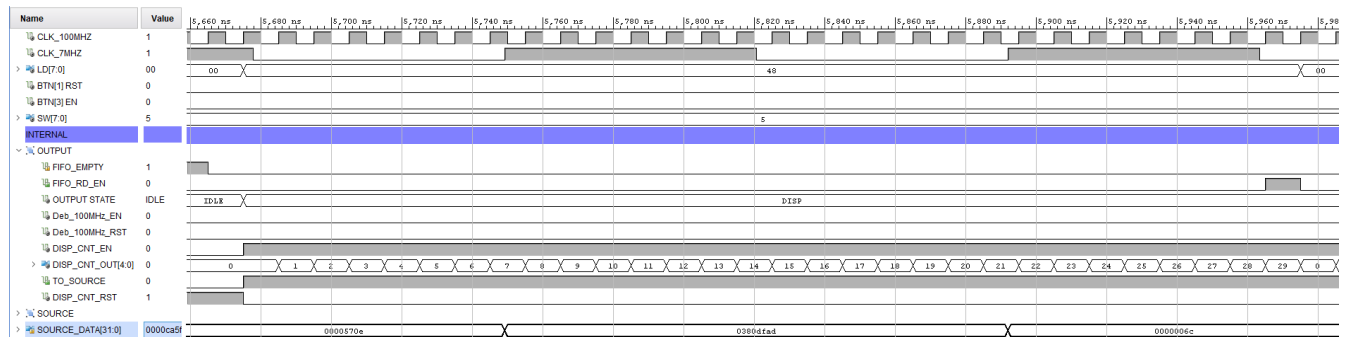 Name Value 5,660 ns 5,680 ns 5,700 ns 5,720 ns 5,740 ns 5,760 ns 5,780 ns 5,800 ns 5,820 ns 5,840 ns 5,860 ns 5,880 ns 5,900 ns 5,920 ns 5,940 ns 5,960 ns 5,98
CLK_100MHZ 1
CLK_7MHZ 1
LD[7:0] 00 00 48 00
BTN[1] RST 0
BTN[3] EN 0
SW[7:0] 5 5
INTERNAL
OUTPUT
FIFO_EMPTY 1
FIFO_RD_EN 0
OUTPUT STATE IDLE IDLE DISP
Deb_100MHz_EN 0
Deb_100MHz_RST 0
DISP_CNT_EN 0
DISP_CNT_OUT[4:0] 0 0 1 2 3 4 5 6 7 8 9 10 11 12 13 14 15 16 17 18 19 20 21 22 23 24 25 26 27 28 29 0
TO_SOURCE 0
DISP_CNT_RST 1
SOURCE
SOURCE_DATA[31:0] 0000ca5f 0000570e 0380dfad 0000006c